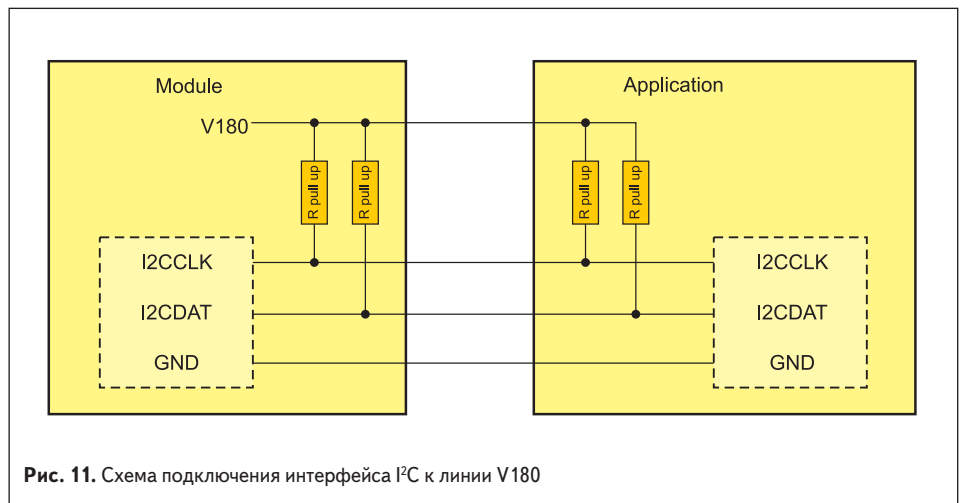 Module
Application
V180
R pull up
R pull up
R pull up
R pull up
I2CCLK
I2CCLK
I2CDAT
I2CDAT
GND
GND
Рис. 11. Схема подключения интерфейса I²C к линии V180